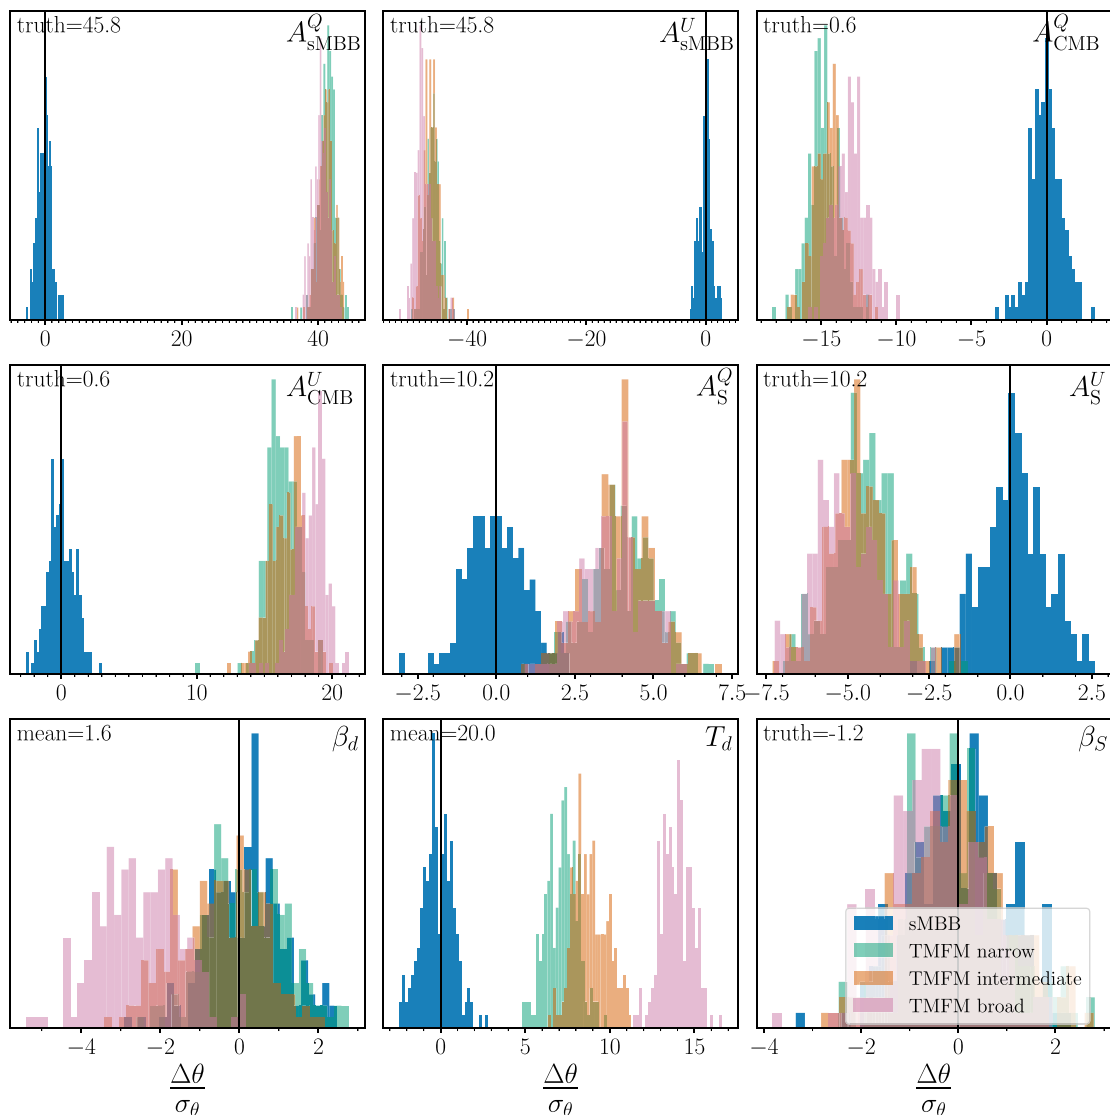 truth=45.8 A^Q_sMBB
truth=45.8 A^U_sMBB
truth=0.6 A^Q_CMB
0 20 40
−40 −20 0
−15 −10 −5 0
truth=0.6 A^U_CMB
truth=10.2 A^Q_S
truth=10.2 A^U_S
0 10 20
−2.5 0.0 2.5 5.0 7.5
−7.5 −5.0 −2.5 0.0 2.5
mean=1.6 β_d
mean=20.0 T_d
truth=-1.2 β_S
sMBB
TMFM narrow
TMFM intermediate
TMFM broad
−4 −2 0 2
0 5 10 15
−4 −2 0 2
Δθ/σ_θ
Δθ/σ_θ
Δθ/σ_θ